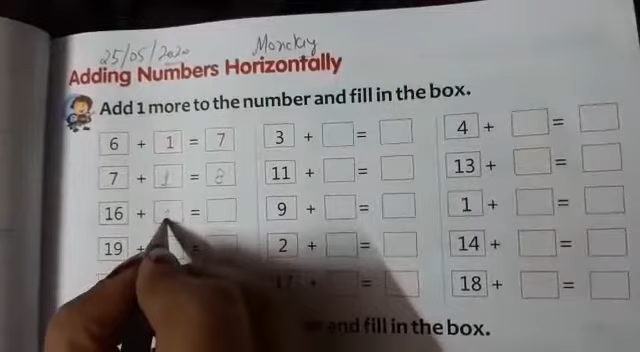 25/05/2020 Monday
Adding Numbers Horizontally
Add 1 more to the number and fill in the box.
6 + 1 = 7 3 + = 4 + =
7 + 1 = 8 11 + = 13 + =
16 + = 9 + = 1 + =
19 + = 2 + = 14 + =
17 + = 18 + =
and fill in the box.